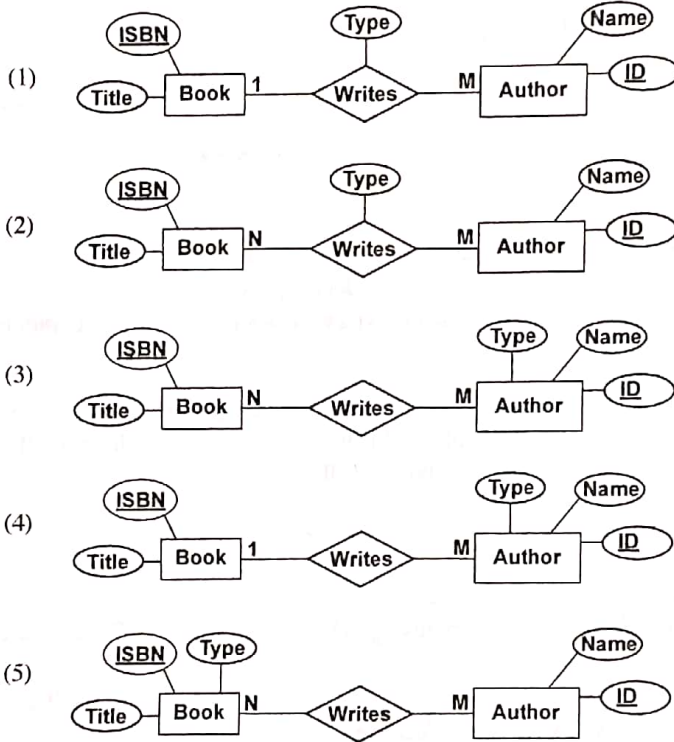 ISBN Type Name
(1) Title Book 1 Writes M Author ID
ISBN Type Name
(2) Title Book N Writes M Author ID
ISBN Type Name
(3) Title Book N Writes M Author ID
ISBN Type Name
(4) Title Book 1 Writes M Author ID
ISBN Type Name
(5) Title Book N Writes M Author ID